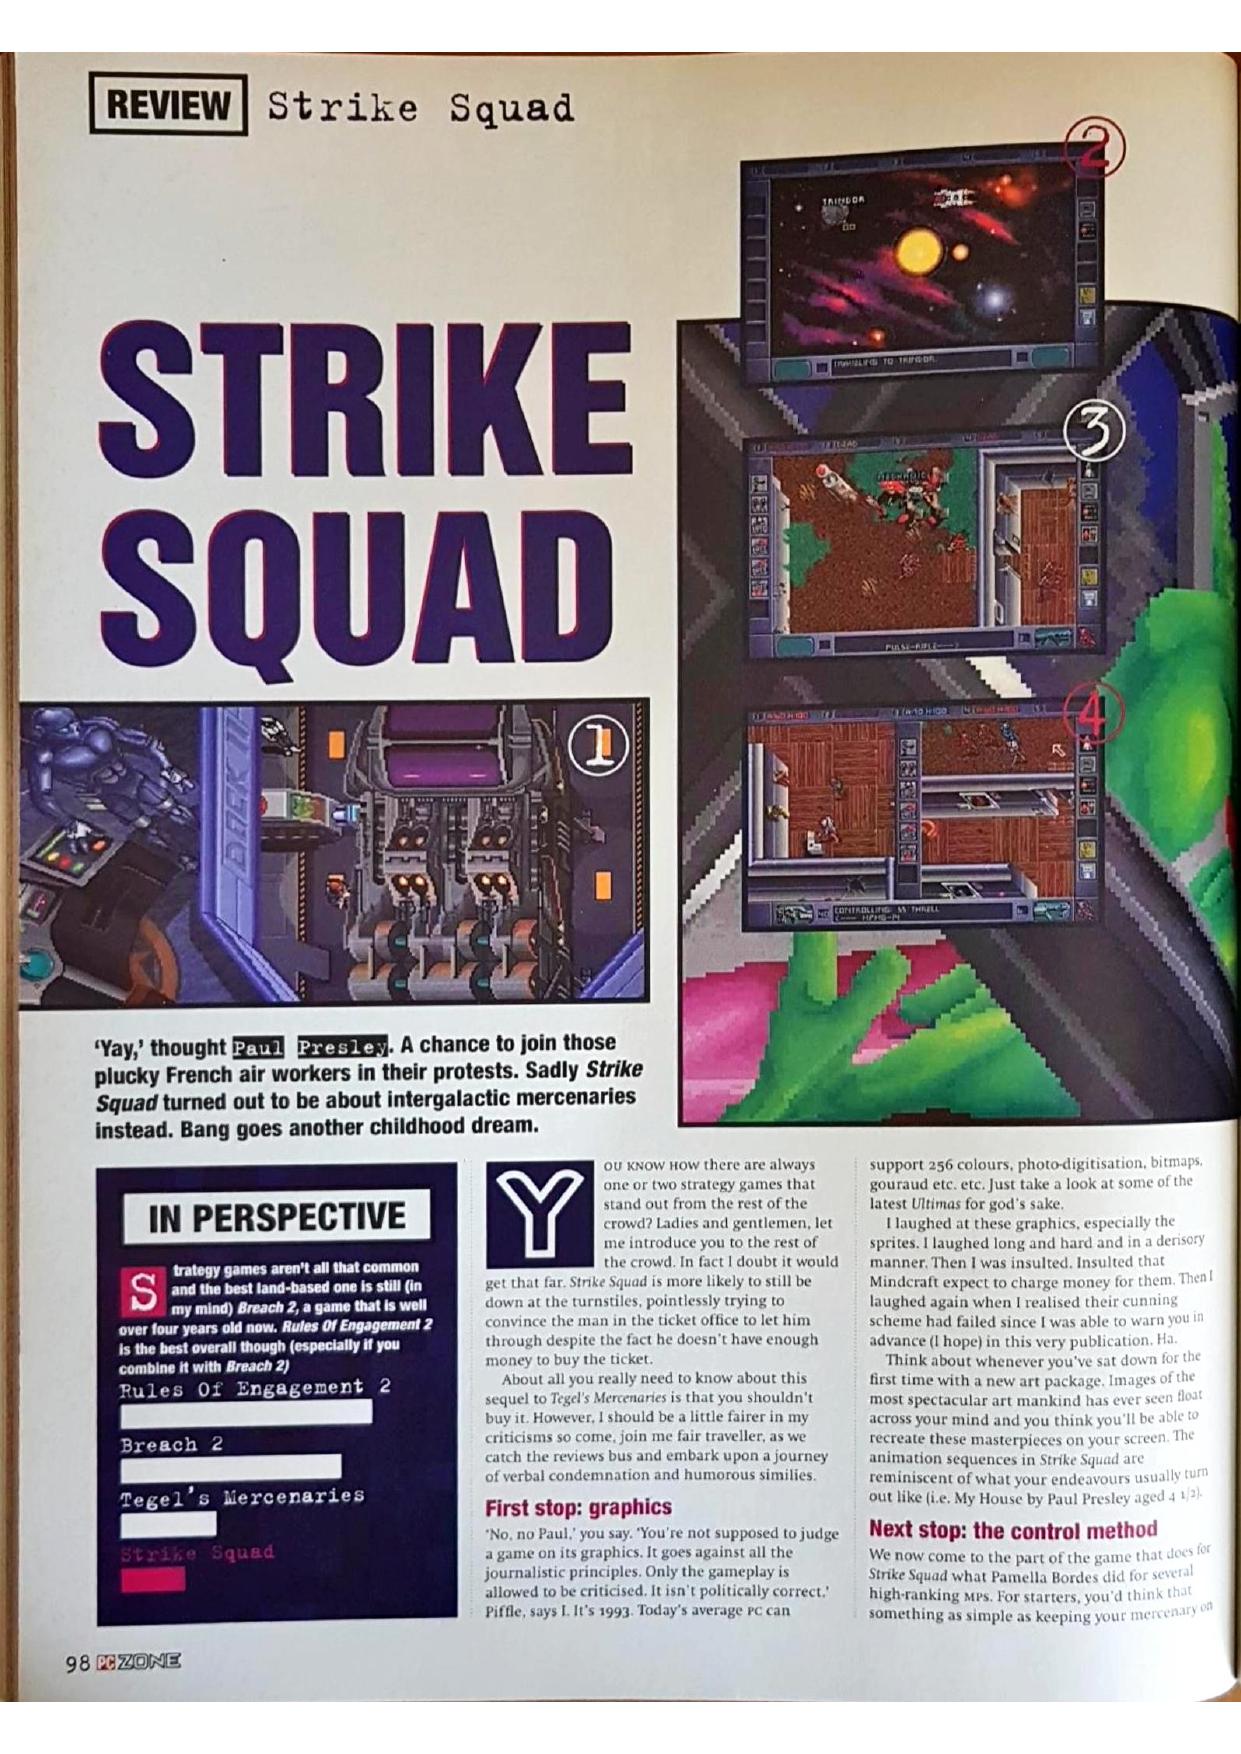 REVIEW Strike Squad
STRIKE
SQUAD
1
2
TRINDOR
TRAVELING TO TRINDOR.
3
PULSE-RIFLE
4
CONTROLLING: SS THRELL
'Yay,' thought Paul Presley. A chance to join those
plucky French air workers in their protests. Sadly Strike
Squad turned out to be about intergalactic mercenaries
instead. Bang goes another childhood dream.
IN PERSPECTIVE
Strategy games aren't all that common
and the best land-based one is still (in
my mind) Breach 2, a game that is well
over four years old now. Rules Of Engagement 2
is the best overall though (especially if you
combine it with Breach 2)
Rules Of Engagement 2
Breach 2
Tegel's Mercenaries
Strike Squad
YOU KNOW HOW there are always
one or two strategy games that
stand out from the rest of the
crowd? Ladies and gentlemen, let
me introduce you to the rest of
the crowd. In fact I doubt it would
get that far. Strike Squad is more likely to still be
down at the turnstiles, pointlessly trying to
convince the man in the ticket office to let him
through despite the fact he doesn't have enough
money to buy the ticket.
About all you really need to know about this
sequel to Tegel's Mercenaries is that you shouldn't
buy it. However, I should be a little fairer in my
criticisms so come, join me fair traveller, as we
catch the reviews bus and embark upon a journey
of verbal condemnation and humorous similies.
First stop: graphics
'No, no Paul,' you say. 'You're not supposed to judge
a game on its graphics. It goes against all the
journalistic principles. Only the gameplay is
allowed to be criticised. It isn't politically correct.'
Piffle, says I. It's 1993. Today's average PC can
support 256 colours, photo-digitisation, bitmaps,
gouraud etc. etc. Just take a look at some of the
latest Ultimas for god's sake.
I laughed at these graphics, especially the
sprites. I laughed long and hard and in a derisory
manner. Then I was insulted. Insulted that
Mindcraft expect to charge money for them. Then I
laughed again when I realised their cunning
scheme had failed since I was able to warn you in
advance (I hope) in this very publication. Ha.
Think about whenever you've sat down for the
first time with a new art package. Images of the
most spectacular art mankind has ever seen float
across your mind and you think you'll be able to
recreate these masterpieces on your screen. The
animation sequences in Strike Squad are
reminiscent of what your endeavours usually turn
out like (i.e. My House by Paul Presley aged 4 1/2).
Next stop: the control method
We now come to the part of the game that does for
Strike Squad what Pamella Bordes did for several
high-ranking MPs. For starters, you'd think that
something as simple as keeping your mercenary on
98 PC ZONE